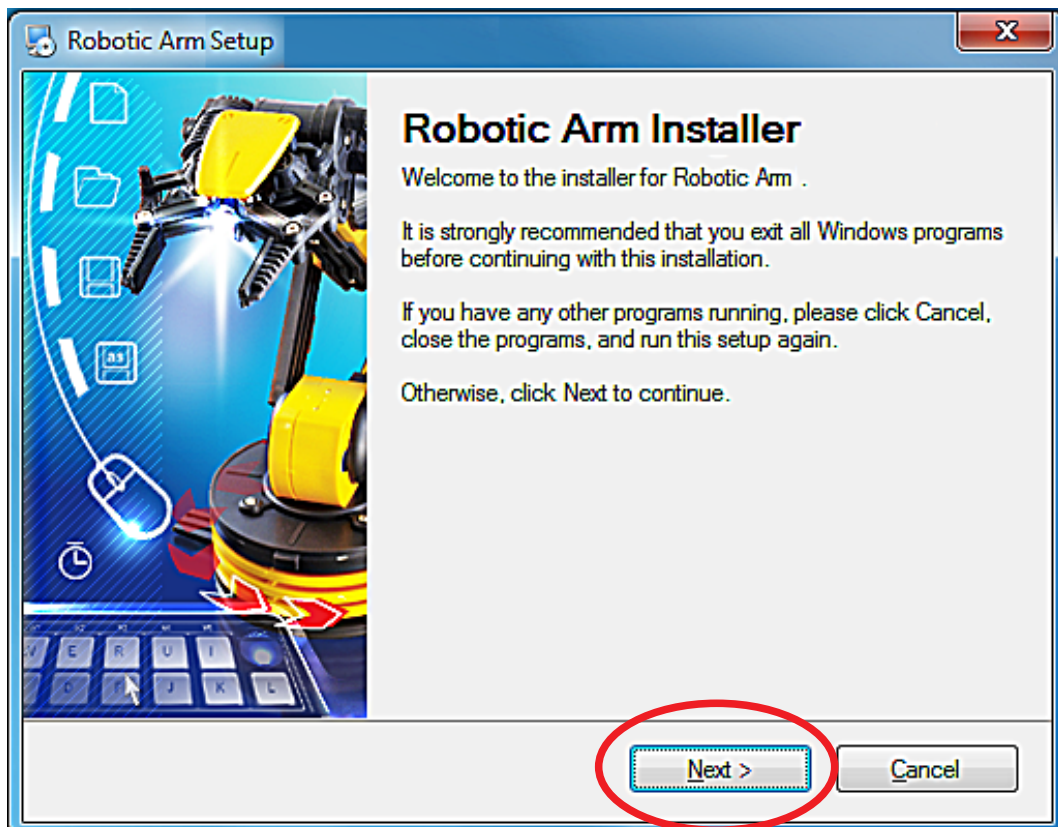 Robotic Arm Setup
Robotic Arm Installer
Welcome to the installer for Robotic Arm .
It is strongly recommended that you exit all Windows programs
before continuing with this installation.
If you have any other programs running, please click Cancel,
close the programs, and run this setup again.
Otherwise, click Next to continue.
as
V E R U I
D F J K L
Next >
Cancel